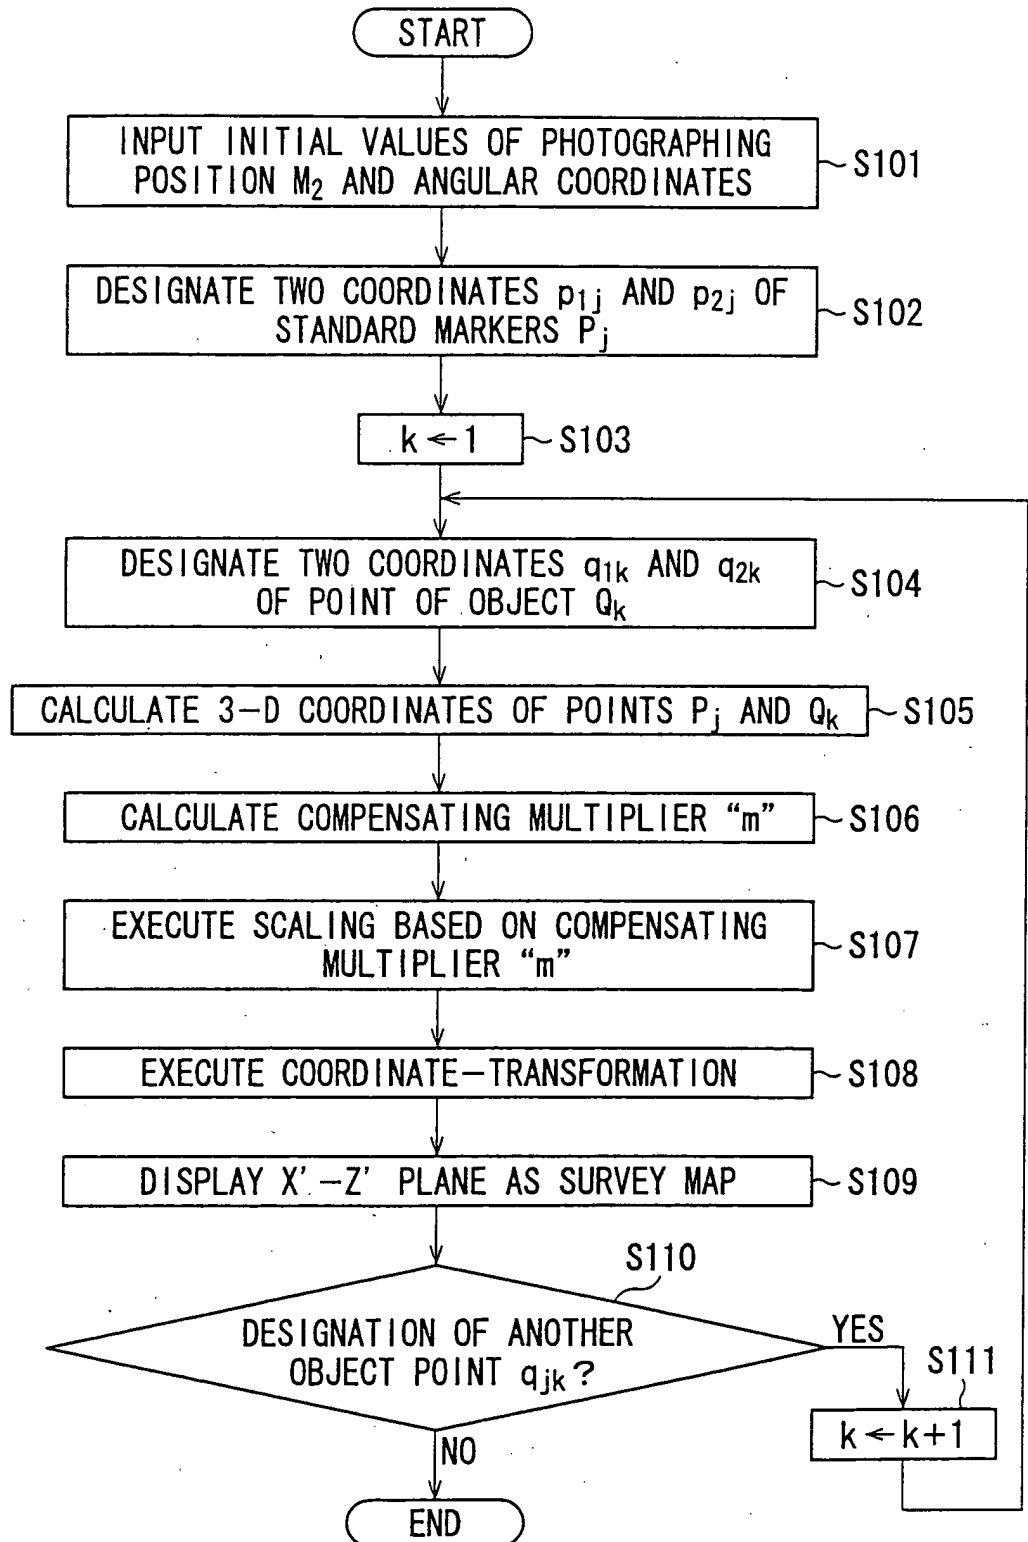 START
INPUT INITIAL VALUES OF PHOTOGRAPHING
POSITION M₂ AND ANGULAR COORDINATES
S101
DESIGNATE TWO COORDINATES p₁ⱼ AND p₂ⱼ OF
STANDARD MARKERS Pⱼ
S102
k ← 1
S103
DESIGNATE TWO COORDINATES q₁ₖ AND q₂ₖ
OF POINT OF OBJECT Qₖ
S104
CALCULATE 3-D COORDINATES OF POINTS Pⱼ AND Qₖ
S105
CALCULATE COMPENSATING MULTIPLIER “m”
S106
EXECUTE SCALING BASED ON COMPENSATING
MULTIPLIER “m”
S107
EXECUTE COORDINATE-TRANSFORMATION
S108
DISPLAY X'-Z' PLANE AS SURVEY MAP
S109
S110
DESIGNATION OF ANOTHER
OBJECT POINT qⱼₖ?
YES
S111
k ← k+1
NO
END